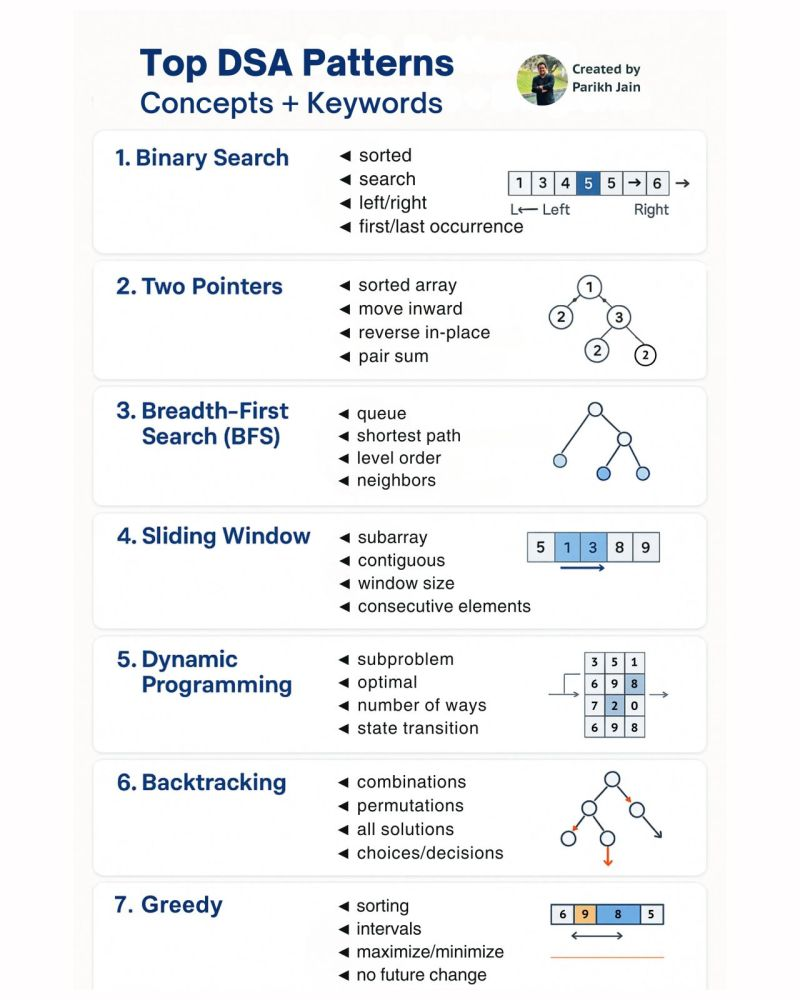 Top DSA Patterns
Concepts + Keywords
Created by
Parikh Jain
1. Binary Search
◄ sorted
◄ search
◄ left/right
◄ first/last occurrence
1 3 4 5 5 → 6 →
L← Left Right
2. Two Pointers
◄ sorted array
◄ move inward
◄ reverse in-place
◄ pair sum
1
2 3
2 2
3. Breadth-First
Search (BFS)
◄ queue
◄ shortest path
◄ level order
◄ neighbors
4. Sliding Window
◄ subarray
◄ contiguous
◄ window size
◄ consecutive elements
5 1 3 8 9
5. Dynamic
Programming
◄ subproblem
◄ optimal
◄ number of ways
◄ state transition
3 5 1
6 9 8
7 2 0
6 9 8
6. Backtracking
◄ combinations
◄ permutations
◄ all solutions
◄ choices/decisions
7. Greedy
◄ sorting
◄ intervals
◄ maximize/minimize
◄ no future change
6 9 8 5